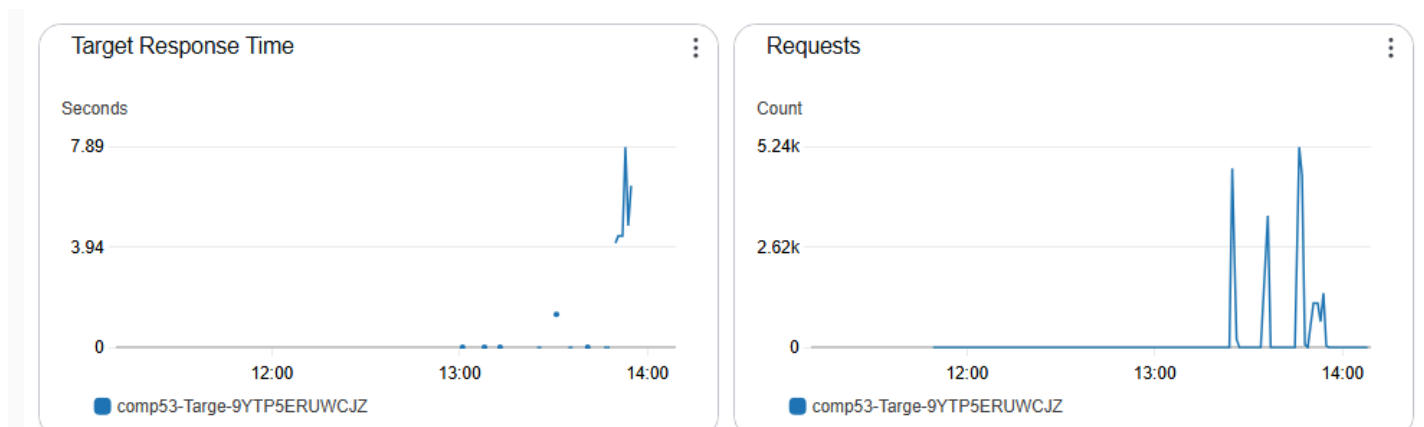 Target Response Time
Seconds
7.89
3.94
0
12:00 13:00 14:00
comp53-Targe-9YTP5ERUWCJZ
Requests
Count
5.24k
2.62k
0
12:00 13:00 14:00
comp53-Targe-9YTP5ERUWCJZ